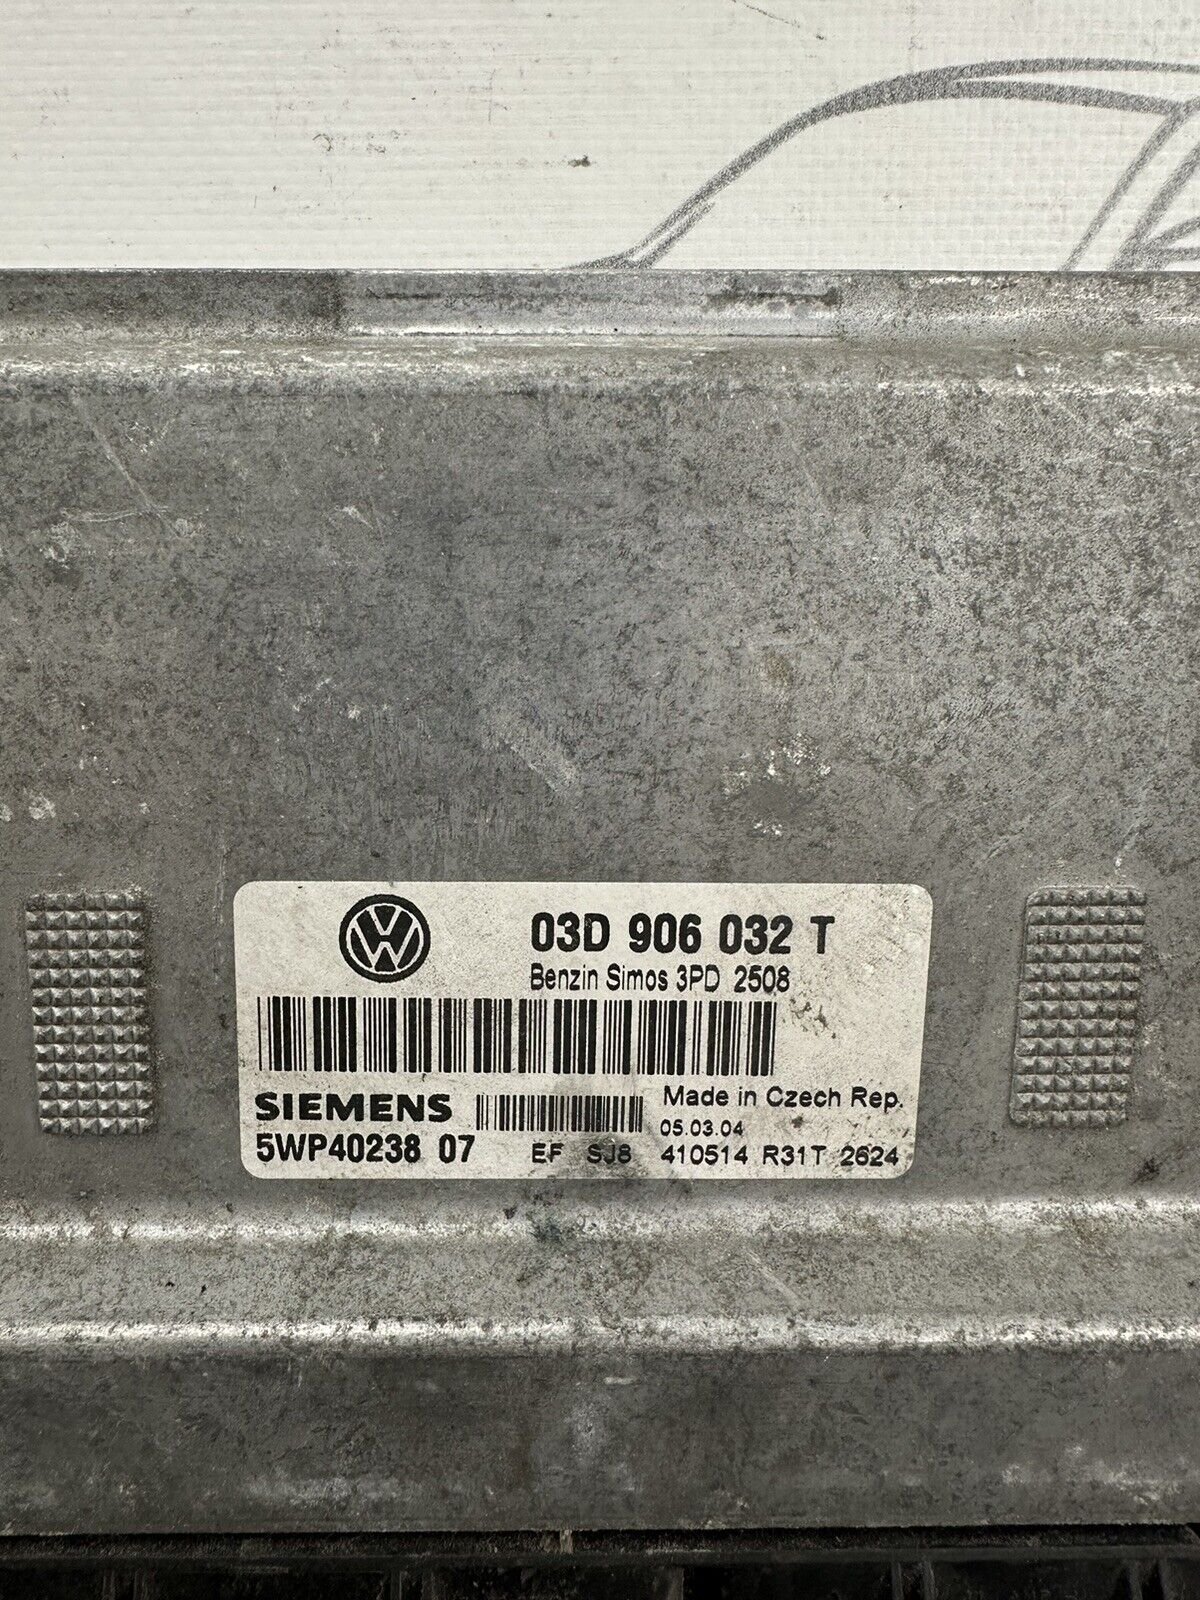 03D 906 032 T
Benzin Simos 3PD 2508
SIEMENS
Made in Czech Rep.
05.03.04
5WP40238 07
EF SJ8 410514 R31T 2624